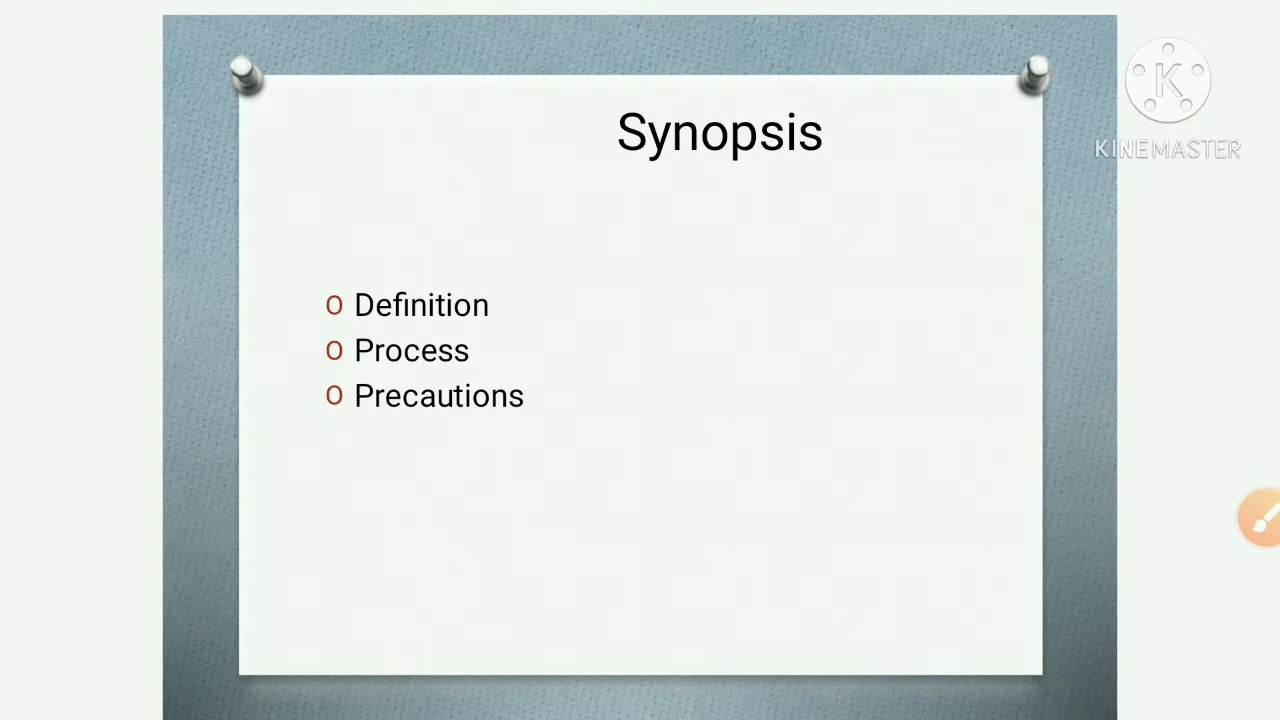 Synopsis
K
KINEMASTER
O Definition
O Process
O Precautions